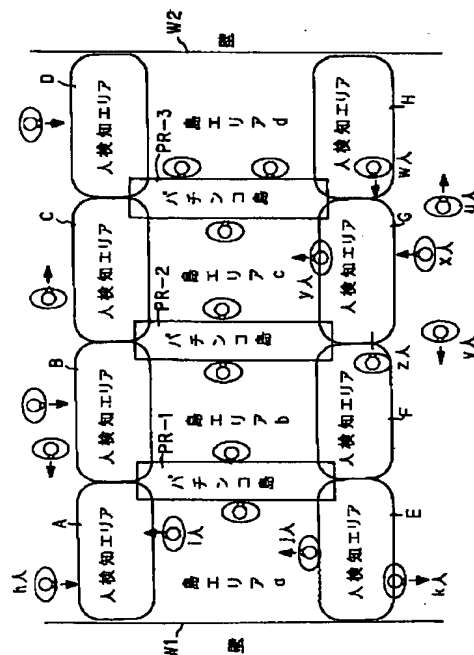 W1
壁
h人
A
人検知エリア
i人
島エリア
a
j人
人検知エリア
E
k人
PR-1
パチンコ島
B
人検知エリア
島エリア
b
人検知エリア
F
z人
PR-2
パチンコ島
C
人検知エリア
島エリア
c
y人
人検知エリア
G
v人
x人
u人
PR-3
パチンコ島
D
人検知エリア
島エリア
d
人検知エリア
H
w人
W2
壁